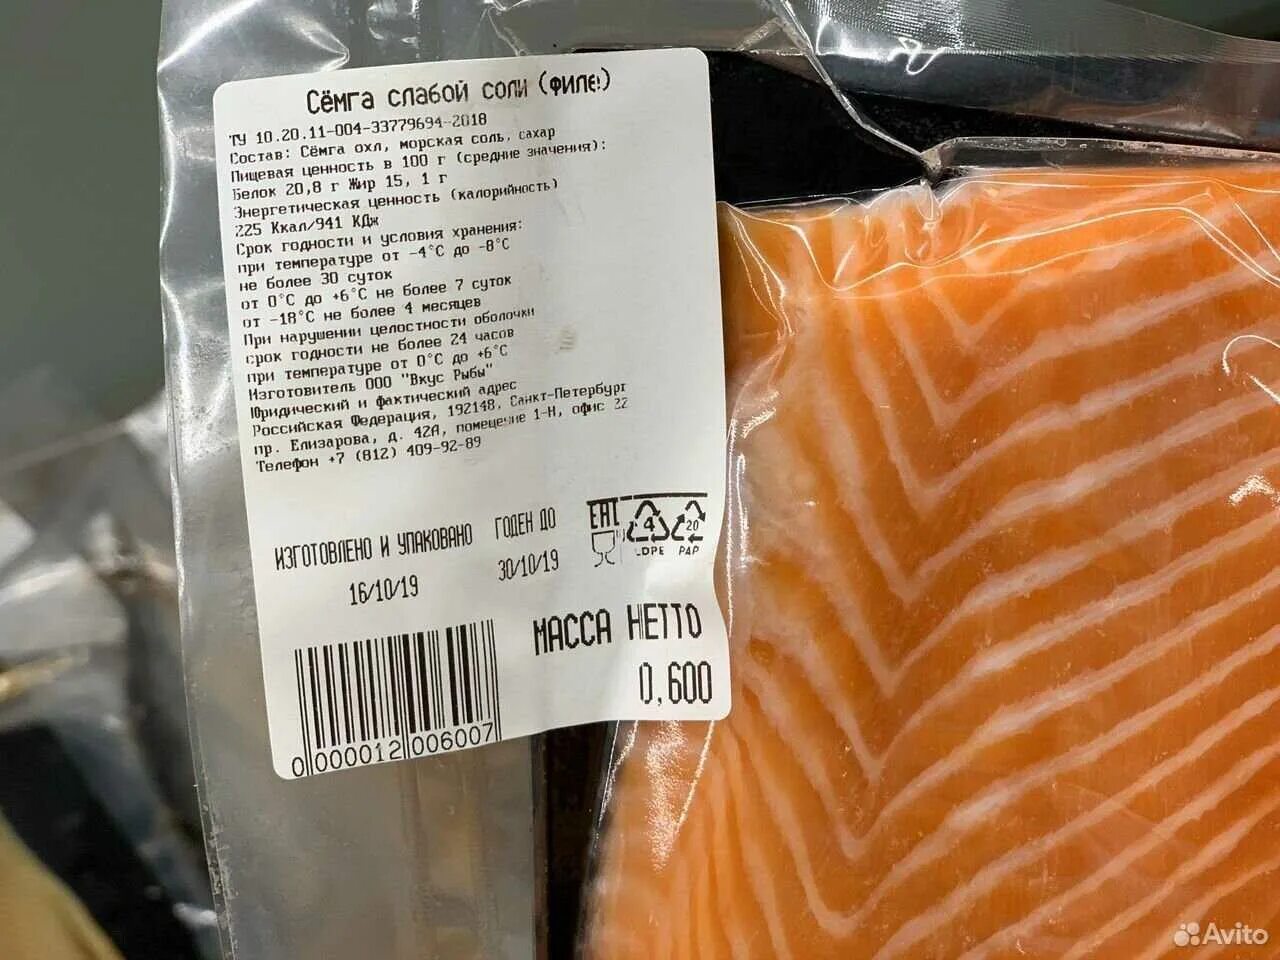 Сёмга слабой соли (филе)
ТУ 10.20.11-004-33779694-2018
Состав: Сёмга охл, морская соль, сахар
Пищевая ценность в 100 г (средние значения):
Белок 20,8 г Жир 15, 1 г
Энергетическая ценность (калорийность)
225 Ккал/941 КДж
Срок годности и условия хранения:
при температуре от -4°С до -8°С
не более 30 суток
от 0°С до +6°С не более 7 суток
от -18°С не более 4 месяцев
При нарушении целостности оболочки
срок годности не более 24 часов
при температуре от 0°С до +6°С
Изготовитель ООО "Вкус Рыбы"
Юридический и фактический адрес
Российская Федерация, 192148, Санкт-Петербург
пр. Елизарова, д. 42А, помещение 1-Н, офис 22
Телефон +7 (812) 409-92-89
ИЗГОТОВЛЕНО И УПАКОВАНО
16/10/19
ГОДЕН ДО
30/10/19
EAC
4
LDPE
20
PAP
МАССА НЕТТО
0,600
0 000012 006007
Avito